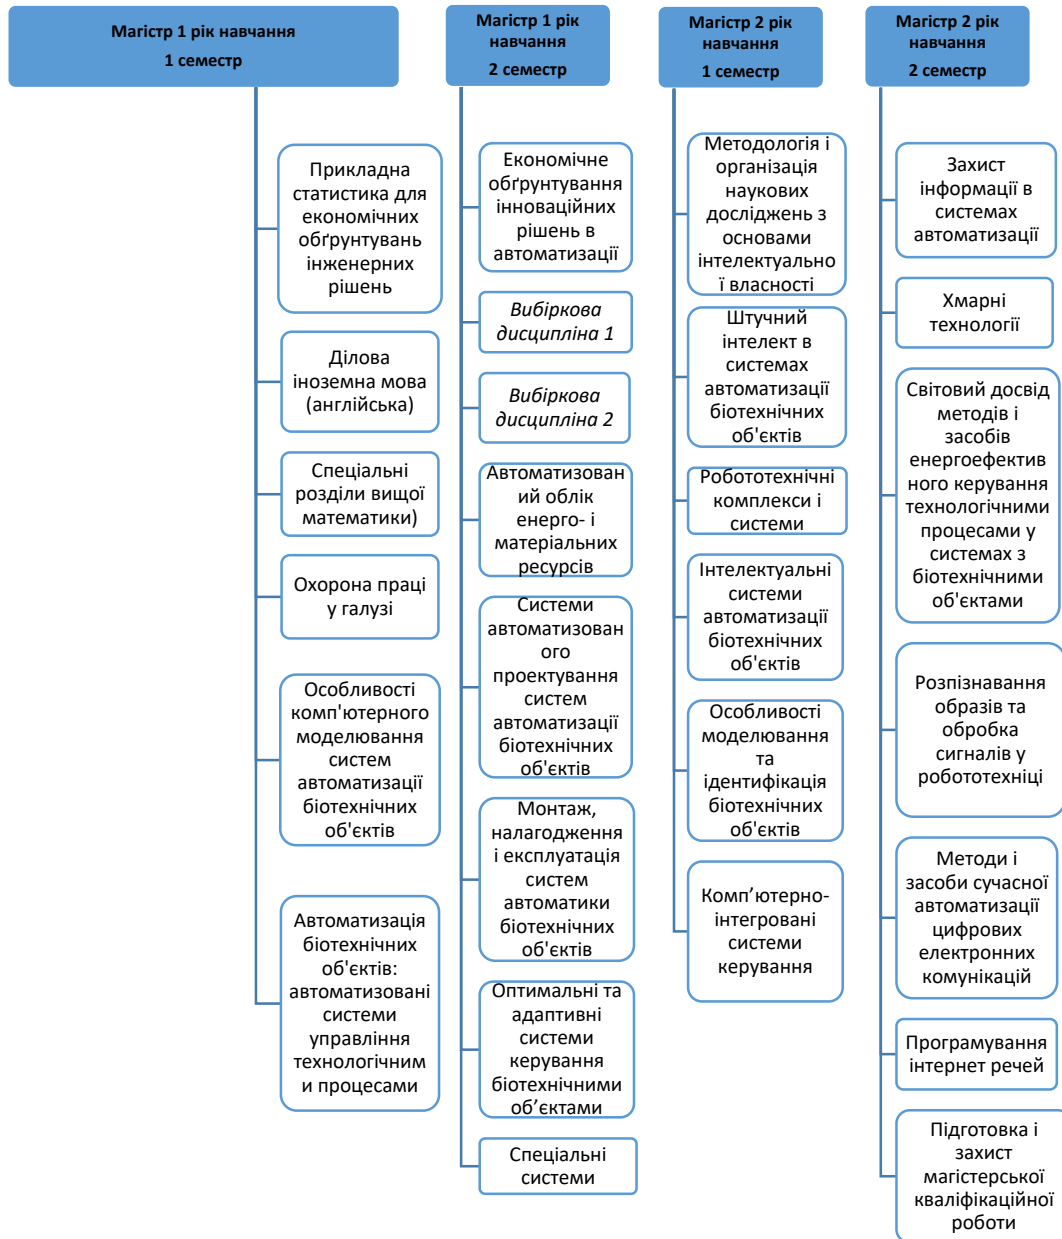 Магістр 1 рік навчання
1 семестр
Прикладна
статистика для
економічних
обґрунтувань
інженерних
рішень
Ділова
іноземна мова
(англійська)
Спеціальні
розділи вищої
математики)
Охорона праці
у галузі
Особливості
комп'ютерного
моделювання
систем
автоматизації
біотехнічних
об'єктів
Автоматизація
біотехнічних
об'єктів:
автоматизовані
системи
управління
технологічним
и процесами
Магістр 1 рік
навчання
2 семестр
Економічне
обґрунтування
інноваційних
рішень в
автоматизації
Вибіркова
дисципліна 1
Вибіркова
дисципліна 2
Автоматизован
ий облік
енерго- і
матеріальних
ресурсів
Системи
автоматизован
ого
проектування
систем
автоматизації
біотехнічних
об'єктів
Монтаж,
налагодження
і експлуатація
систем
автоматики
біотехнічних
об'єктів
Оптимальні та
адаптивні
системи
керування
біотехнічними
об’єктами
Спеціальні
системи
Магістр 2 рік
навчання
1 семестр
Методологія і
організація
наукових
досліджень з
основами
інтелектуально
ї власності
Штучний
інтелект в
системах
автоматизації
біотехнічних
об'єктів
Робототехнічні
комплекси і
системи
Інтелектуальні
системи
автоматизації
біотехнічних
об'єктів
Особливості
моделювання
та
ідентифікація
біотехнічних
об'єктів
Комп’ютерно-
інтегровані
системи
керування
Магістр 2 рік
навчання
2 семестр
Захист
інформації в
системах
автоматизації
Хмарні
технології
Світовий досвід
методів і
засобів
енергоефектив
ного керування
технологічними
процесами у
системах з
біотехнічними
об'єктами
Розпізнавання
образів та
обробка
сигналів у
робототехніці
Методи і
засоби сучасної
автоматизації
цифрових
електронних
комунікацій
Програмування
інтернет речей
Підготовка і
захист
магістерської
кваліфікаційної
роботи